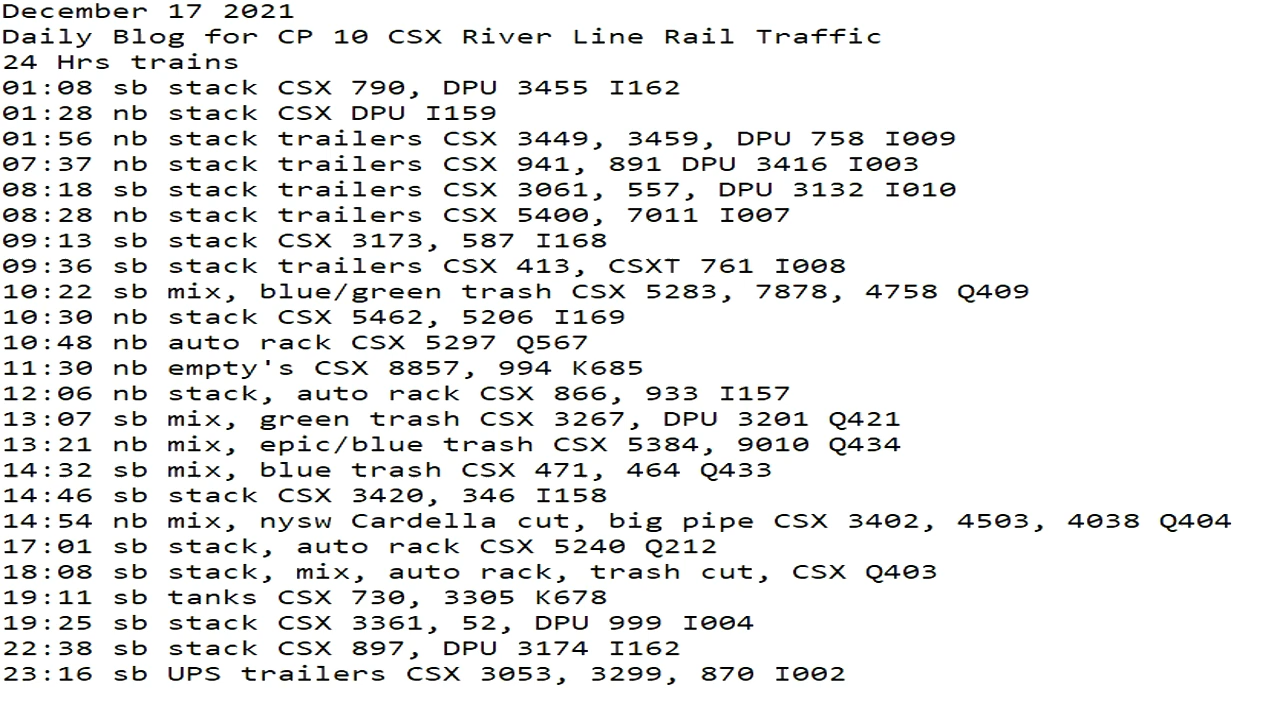 December 17 2021
Daily Blog for CP 10 CSX River Line Rail Traffic
24 Hrs trains
01:08 sb stack CSX 790, DPU 3455 I162
01:28 nb stack CSX DPU I159
01:56 nb stack trailers CSX 3449, 3459, DPU 758 I009
07:37 nb stack trailers CSX 941, 891 DPU 3416 I003
08:18 sb stack trailers CSX 3061, 557, DPU 3132 I010
08:28 nb stack trailers CSX 5400, 7011 I007
09:13 sb stack CSX 3173, 587 I168
09:36 sb stack trailers CSX 413, CSXT 761 I008
10:22 sb mix, blue/green trash CSX 5283, 7878, 4758 Q409
10:30 nb stack CSX 5462, 5206 I169
10:48 nb auto rack CSX 5297 Q567
11:30 nb empty's CSX 8857, 994 K685
12:06 nb stack, auto rack CSX 866, 933 I157
13:07 sb mix, green trash CSX 3267, DPU 3201 Q421
13:21 nb mix, epic/blue trash CSX 5384, 9010 Q434
14:32 sb mix, blue trash CSX 471, 464 Q433
14:46 sb stack CSX 3420, 346 I158
14:54 nb mix, nysw Cardella cut, big pipe CSX 3402, 4503, 4038 Q404
17:01 sb stack, auto rack CSX 5240 Q212
18:08 sb stack, mix, auto rack, trash cut, CSX Q403
19:11 sb tanks CSX 730, 3305 K678
19:25 sb stack CSX 3361, 52, DPU 999 I004
22:38 sb stack CSX 897, DPU 3174 I162
23:16 sb UPS trailers CSX 3053, 3299, 870 I002